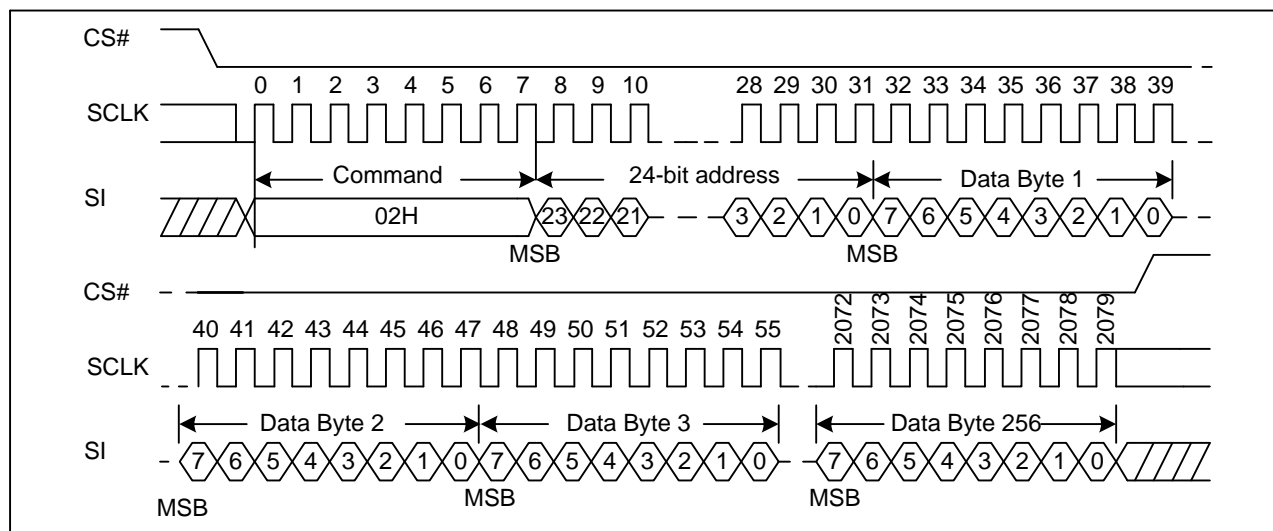 CS#
0 1 2 3 4 5 6 7 8 9 10 28 29 30 31 32 33 34 35 36 37 38 39
SCLK
Command 24-bit address Data Byte 1
SI
02H 23 22 21 3 2 1 0 7 6 5 4 3 2 1 0
MSB MSB
CS#
40 41 42 43 44 45 46 47 48 49 50 51 52 53 54 55 2072 2073 2074 2075 2076 2077 2078 2079
SCLK
Data Byte 2 Data Byte 3 Data Byte 256
SI
7 6 5 4 3 2 1 0 7 6 5 4 3 2 1 0 7 6 5 4 3 2 1 0
MSB MSB MSB